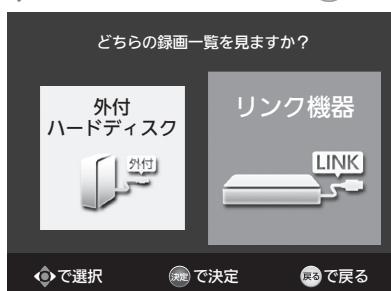 どちらの録画一覧を見ますか？
外付
ハードディスク
外付
リンク機器
LINK
で選択
決定 で決定
戻る で戻る